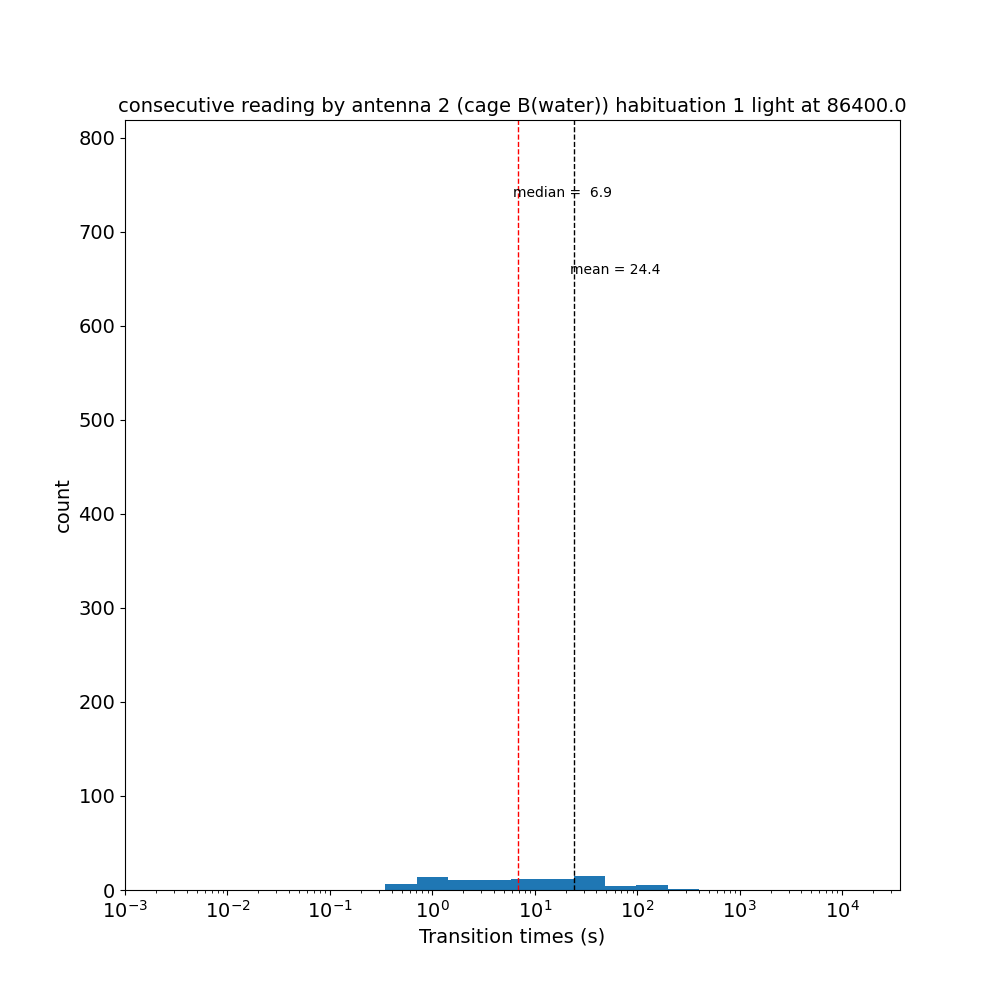 consecutive reading by antenna 2 (cage B(water)) habituation 1 light at 86400.0
800
700
600
500
400
300
200
100
0
count
median =  6.9
mean = 24.4
10⁻³ 10⁻² 10⁻¹ 10⁰ 10¹ 10² 10³ 10⁴
Transition times (s)